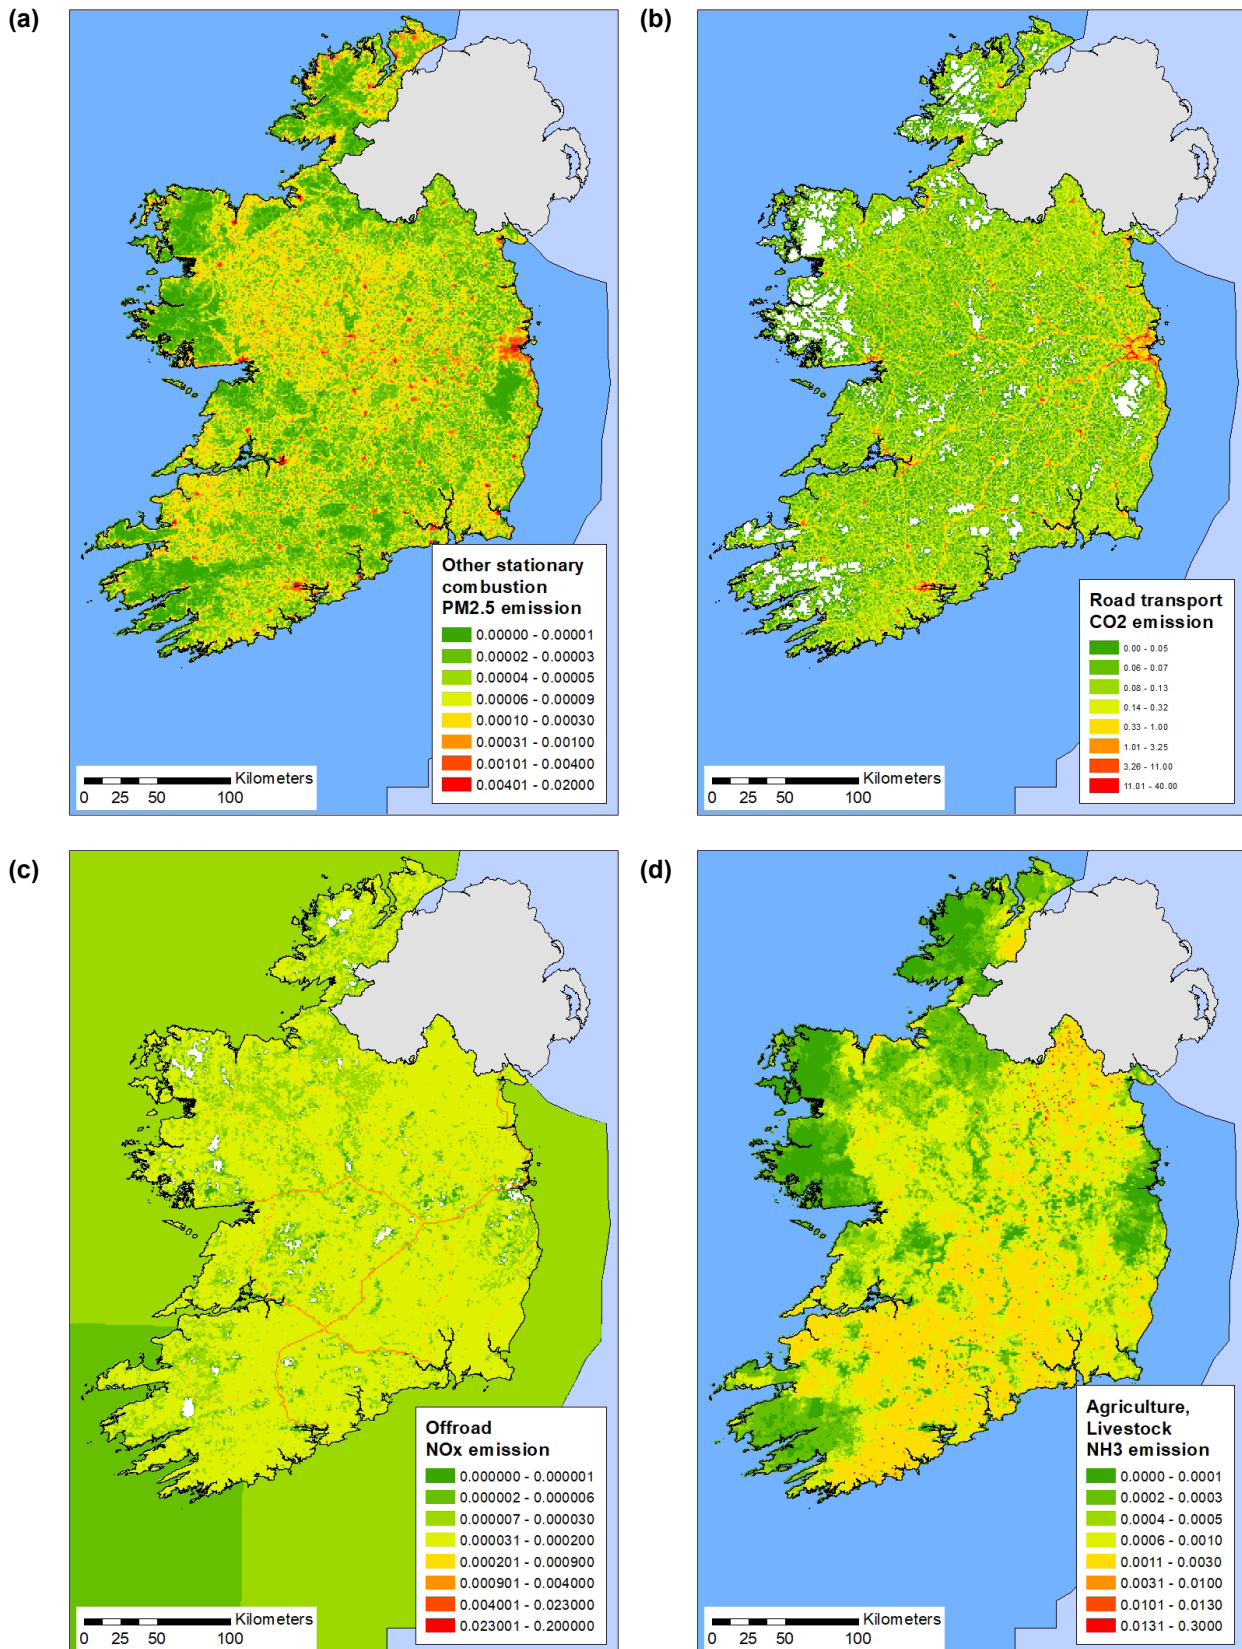 (a)
Other stationary
combustion
PM2.5 emission
0.00000 - 0.00001
0.00002 - 0.00003
0.00004 - 0.00005
0.00006 - 0.00009
0.00010 - 0.00030
0.00031 - 0.00100
0.00101 - 0.00400
0.00401 - 0.02000
Kilometers
0 25 50 100
(b)
Road transport
CO2 emission
0.00 - 0.05
0.06 - 0.07
0.08 - 0.13
0.14 - 0.32
0.33 - 1.00
1.01 - 3.25
3.26 - 11.00
11.01 - 40.00
Kilometers
0 25 50 100
(c)
Offroad
NOx emission
0.000000 - 0.000001
0.000002 - 0.000006
0.000007 - 0.000030
0.000031 - 0.000200
0.000201 - 0.000900
0.000901 - 0.004000
0.004001 - 0.023000
0.023001 - 0.200000
Kilometers
0 25 50 100
(d)
Agriculture,
Livestock
NH3 emission
0.0000 - 0.0001
0.0002 - 0.0003
0.0004 - 0.0005
0.0006 - 0.0010
0.0011 - 0.0030
0.0031 - 0.0100
0.0101 - 0.0130
0.0131 - 0.3000
Kilometers
0 25 50 100